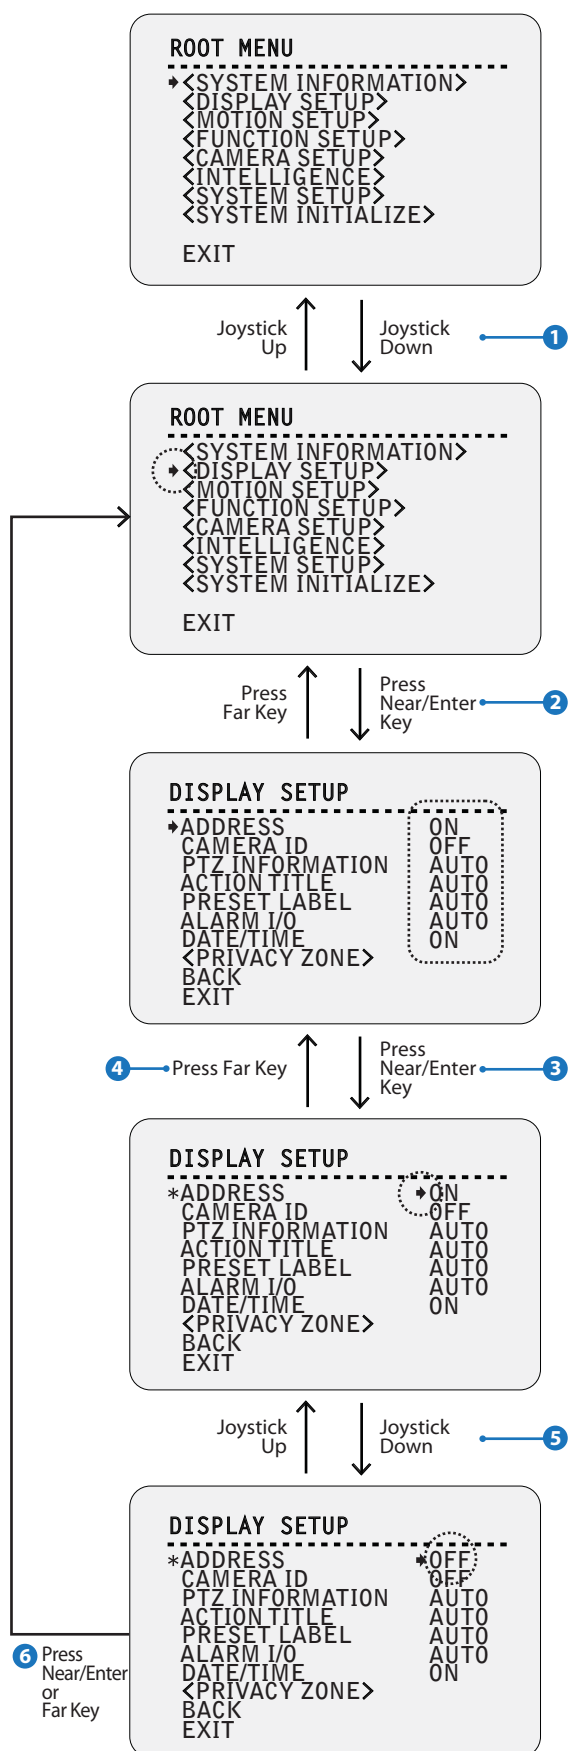 ROOT MENU
<SYSTEM INFORMATION>
<DISPLAY SETUP>
<MOTION SETUP>
<FUNCTION SETUP>
<CAMERA SETUP>
<INTELLIGENCE>
<SYSTEM SETUP>
<SYSTEM INITIALIZE>
EXIT
Joystick
Up
Joystick
Down
1
ROOT MENU
<SYSTEM INFORMATION>
<DISPLAY SETUP>
<MOTION SETUP>
<FUNCTION SETUP>
<CAMERA SETUP>
<INTELLIGENCE>
<SYSTEM SETUP>
<SYSTEM INITIALIZE>
EXIT
Press
Far Key
Press
Near/Enter
Key
2
DISPLAY SETUP
ADDRESS ON
CAMERA ID OFF
PTZ INFORMATION AUTO
ACTION TITLE AUTO
PRESET LABEL AUTO
ALARM I/O AUTO
DATE/TIME ON
<PRIVACY ZONE>
BACK
EXIT
4
Press Far Key
Press
Near/Enter
Key
3
DISPLAY SETUP
*ADDRESS ON
CAMERA ID OFF
PTZ INFORMATION AUTO
ACTION TITLE AUTO
PRESET LABEL AUTO
ALARM I/O AUTO
DATE/TIME ON
<PRIVACY ZONE>
BACK
EXIT
Joystick
Up
Joystick
Down
5
DISPLAY SETUP
*ADDRESS OFF
CAMERA ID OFF
PTZ INFORMATION AUTO
ACTION TITLE AUTO
PRESET LABEL AUTO
ALARM I/O AUTO
DATE/TIME ON
<PRIVACY ZONE>
BACK
EXIT
6 Press
Near/Enter
or
Far Key